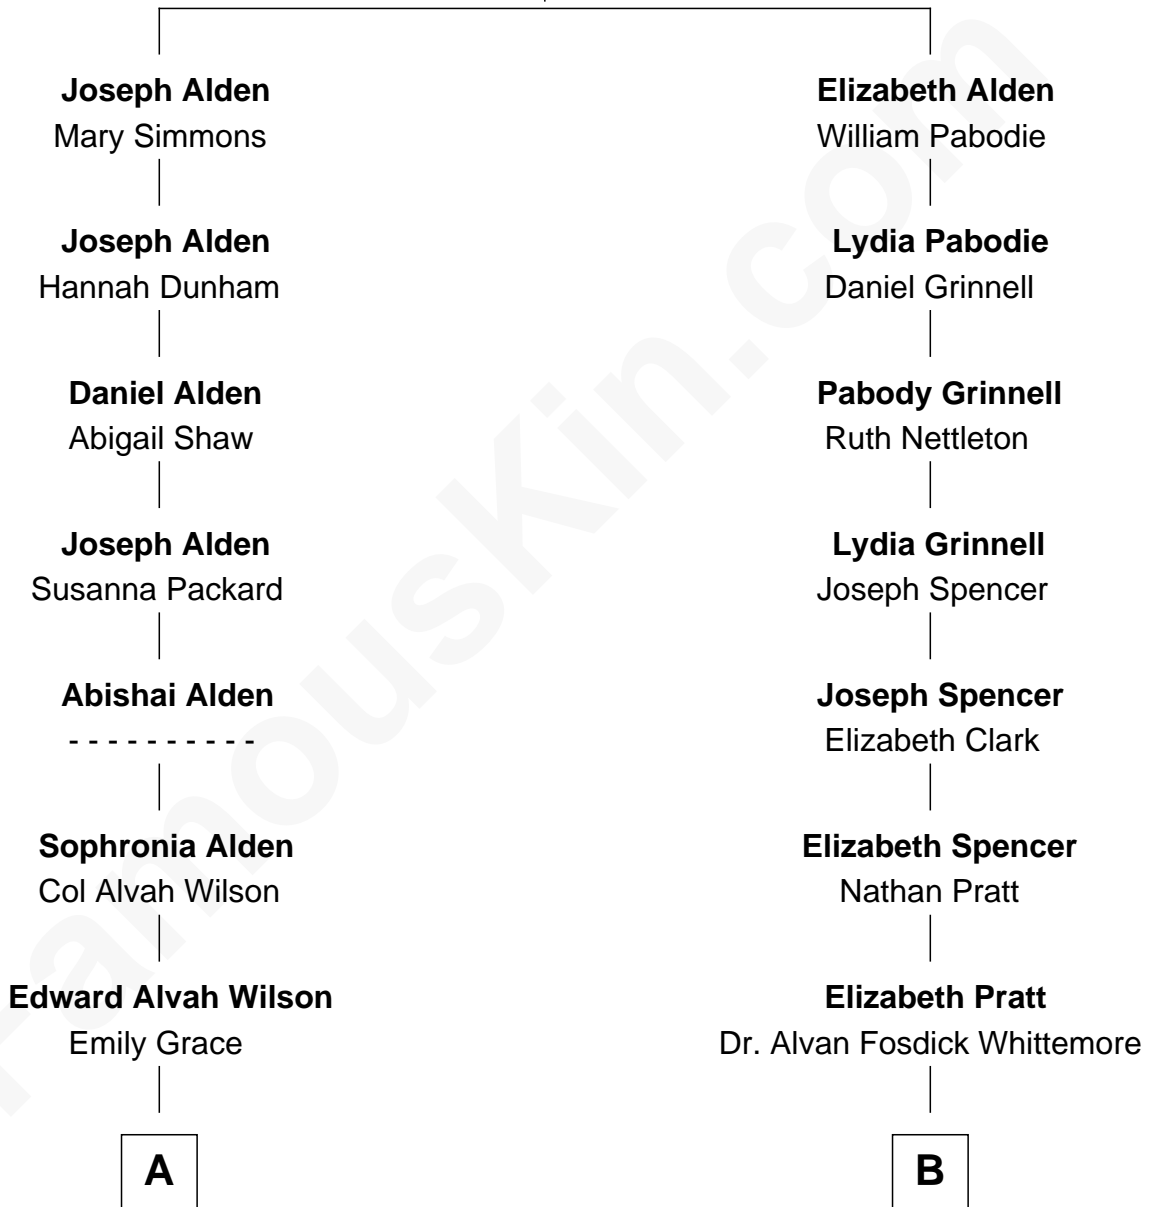 Joseph Alden
Mary Simmons
Joseph Alden
Hannah Dunham
Daniel Alden
Abigail Shaw
Joseph Alden
Susanna Packard
Abishai Alden
- - - - - - - - - -
Sophronia Alden
Col Alvah Wilson
Edward Alvah Wilson
Emily Grace
A
Elizabeth Alden
William Pabodie
Lydia Pabodie
Daniel Grinnell
Pabody Grinnell
Ruth Nettleton
Lydia Grinnell
Joseph Spencer
Joseph Spencer
Elizabeth Clark
Elizabeth Spencer
Nathan Pratt
Elizabeth Pratt
Dr. Alvan Fosdick Whittemore
B
FamousKin.com